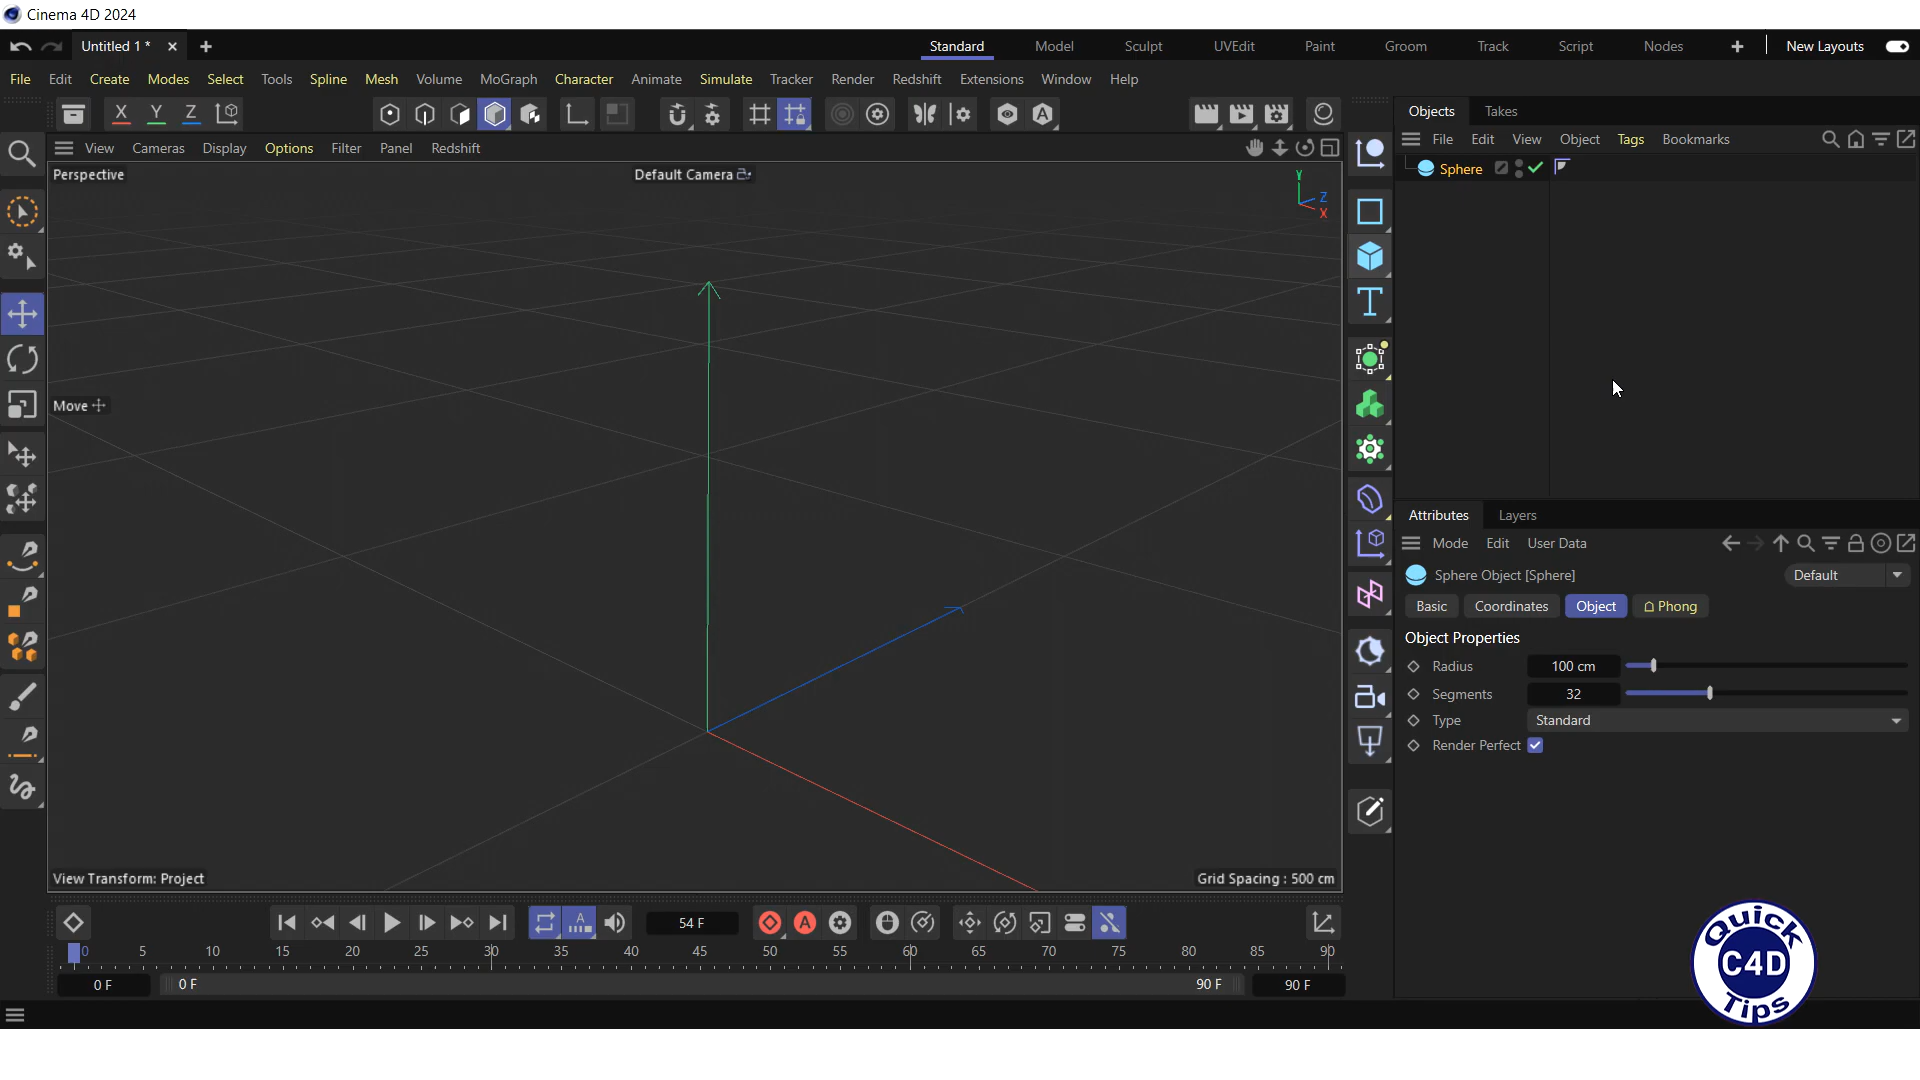 Cinema 4D 2024
Untitled 1 *
Standard Model Sculpt UVEdit Paint Groom Track Script Nodes New Layouts
File Edit Create Modes Select Tools Spline Mesh Volume MoGraph Character Animate Simulate Tracker Render Redshift Extensions Window Help
X Y Z
A
Objects Takes
View Cameras Display Options Filter Panel Redshift
File Edit View Object Tags Bookmarks
Perspective
Default Camera
Y
Z
X
Sphere
T
Move
Attributes Layers
Mode Edit User Data
Sphere Object [Sphere]
Default
Basic Coordinates Object Phong
Object Properties
Radius 100 cm
Segments 32
Type Standard
Render Perfect
View Transform: Project
Grid Spacing : 500 cm
A
54 F
A
0 5 10 15 20 25 30 35 40 45 50 55 60 65 70 75 80 85 90
0 F
0 F
90 F
90 F
Quick
C4D
Tips